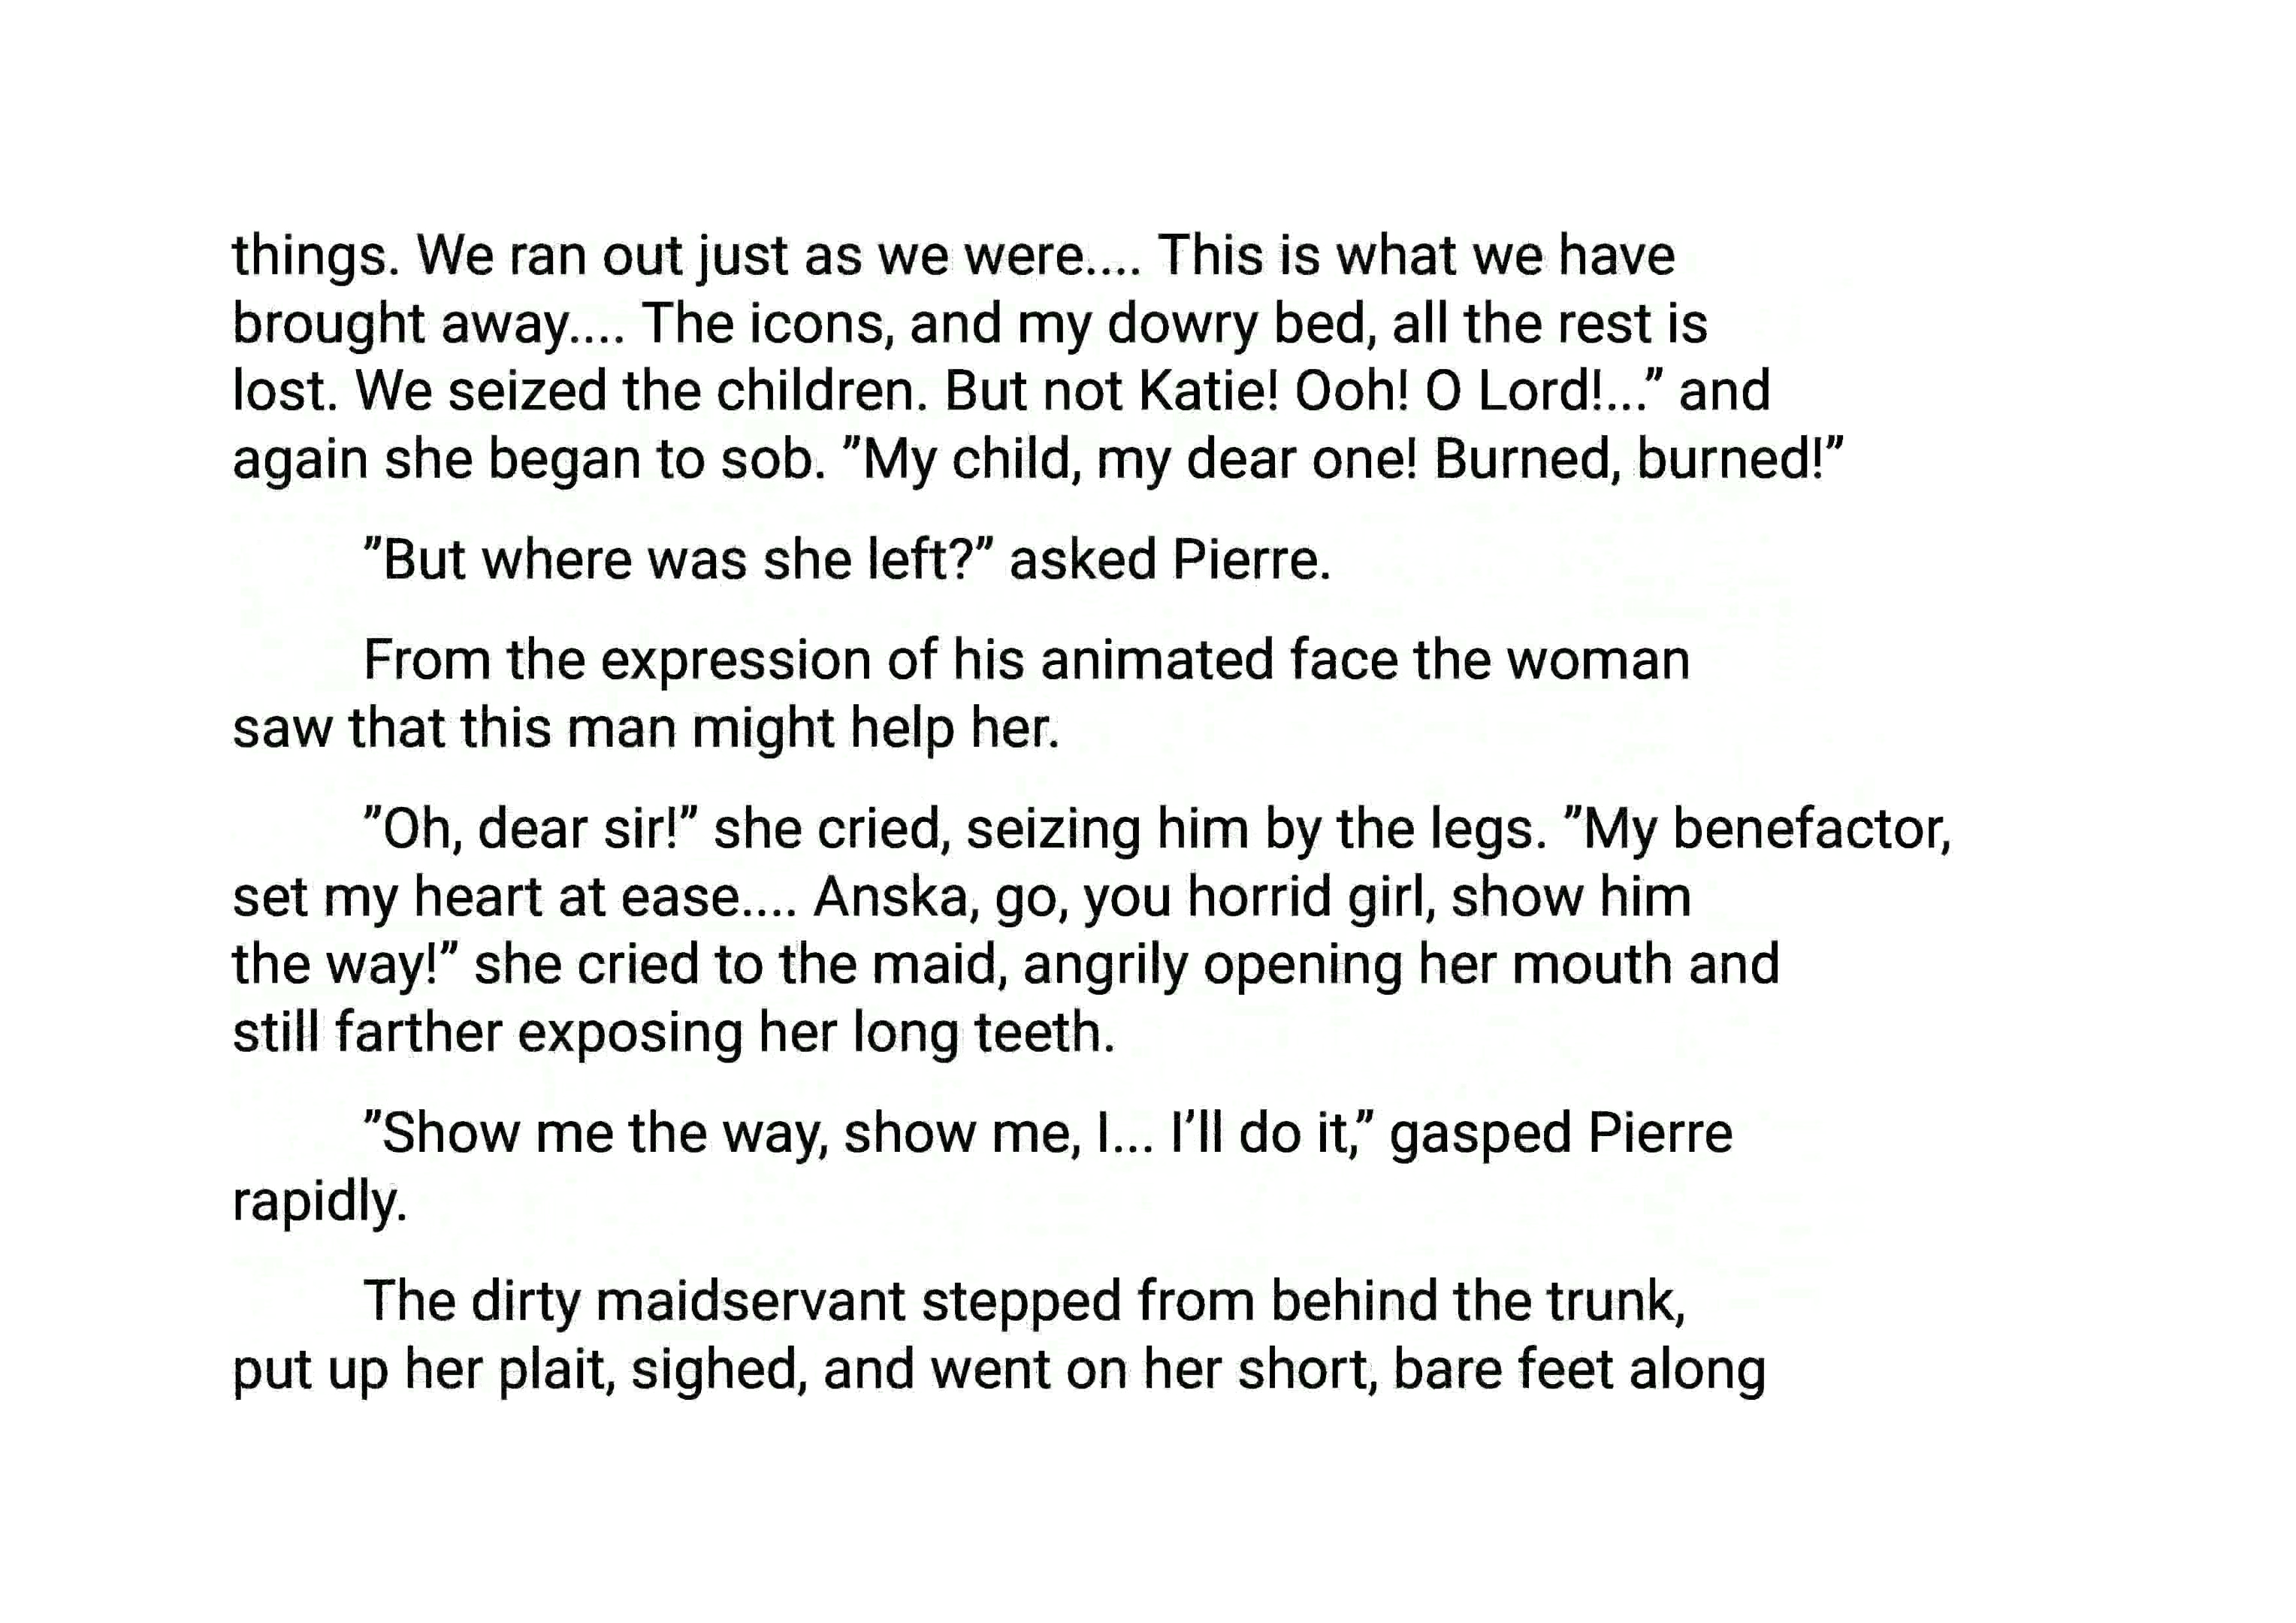 things. We ran out just as we were.... This is what we have
brought away.... The icons, and my dowry bed, all the rest is
lost. We seized the children. But not Katie! Ooh! O Lord!...” and
again she began to sob. ”My child, my dear one! Burned, burned!”
”But where was she left?” asked Pierre.
From the expression of his animated face the woman
saw that this man might help her.
”Oh, dear sir!” she cried, seizing him by the legs. ”My benefactor,
set my heart at ease.... Anska, go, you horrid girl, show him
the way!” she cried to the maid, angrily opening her mouth and
still farther exposing her long teeth.
”Show me the way, show me, I... I’ll do it,” gasped Pierre
rapidly.
The dirty maidservant stepped from behind the trunk,
put up her plait, sighed, and went on her short, bare feet along